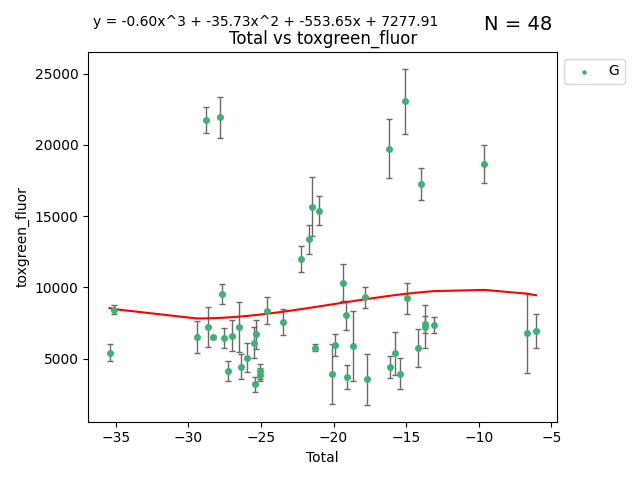 y = -0.60x^3 + -35.73x^2 + -553.65x + 7277.91
N = 48
Total vs toxgreen_fluor
G
25000
20000
15000
10000
5000
toxgreen_fluor
−35
−30
−25
−20
−15
−10
−5
Total